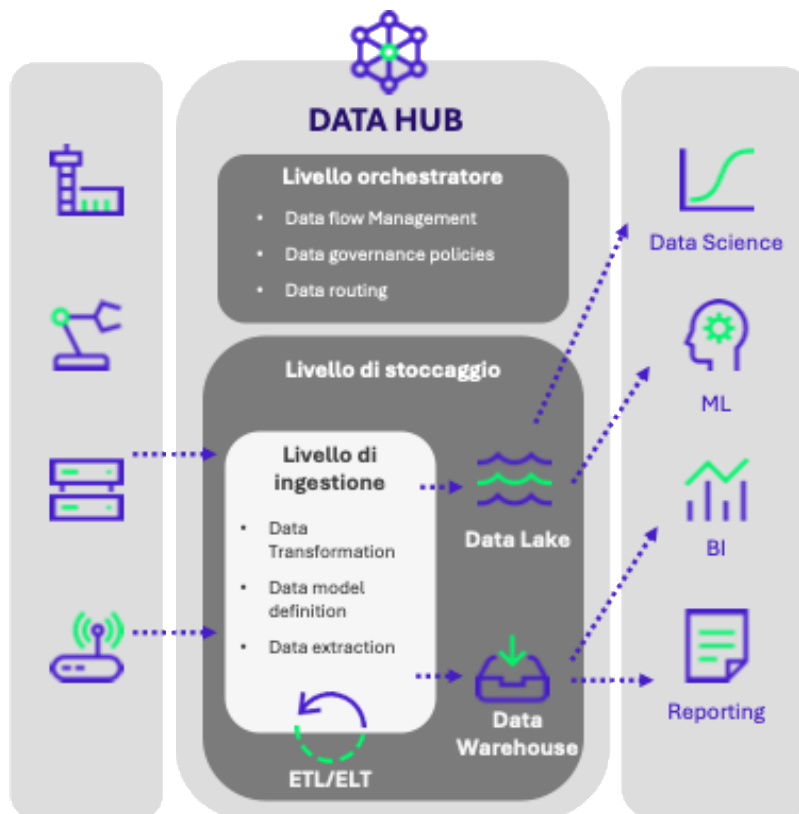 DATA HUB
Livello orchestratore
• Data flow Management
• Data governance policies
• Data routing
Livello di stoccaggio
Livello di
ingestione
• Data
Transformation
• Data model
definition
• Data extraction
ETL/ELT
Data Lake
Data
Warehouse
Data Science
ML
BI
Reporting